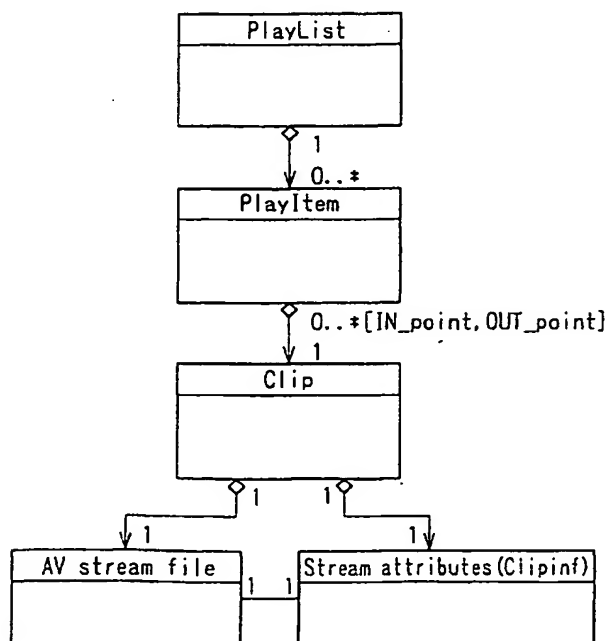 PlayList
1
0..*
PlayItem
0..*[IN_point,OUT_point]
1
Clip
1 1
1 1
AV stream file
1 1
Stream attributes(Clipinf)